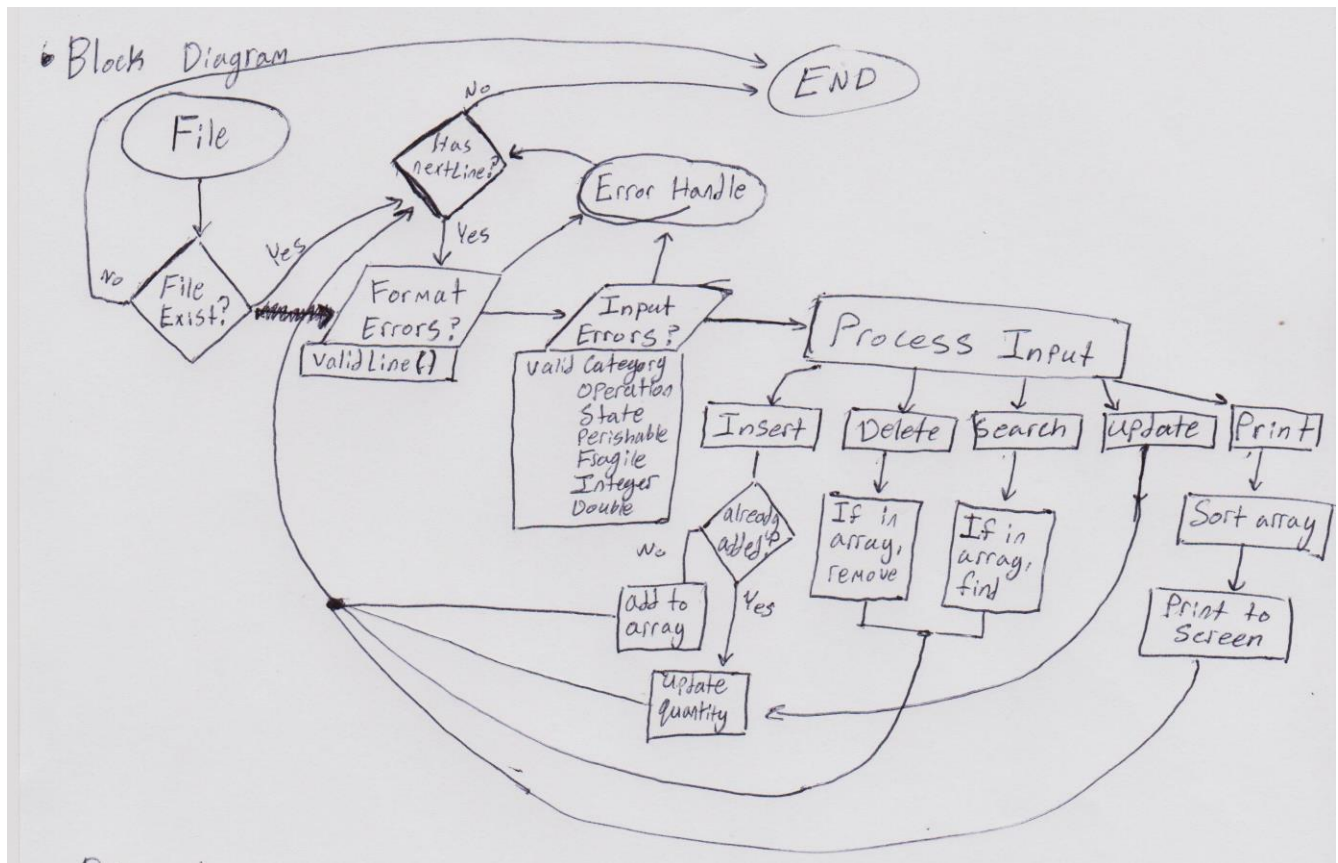 Block Diagram
END
File
No
Has
nextLine?
Error Handle
Yes
Yes
No
File
Exist?
Format
Errors?
validLine()
Input
Errors?
Process Input
valid Category
Operation
State
Perishable
Fragile
Integer
Double
Insert
Delete
Search
update
Print
already
added?
No
Yes
If in
array,
remove
If in
array,
find
Sort array
add to
array
Print to
Screen
update
quantity